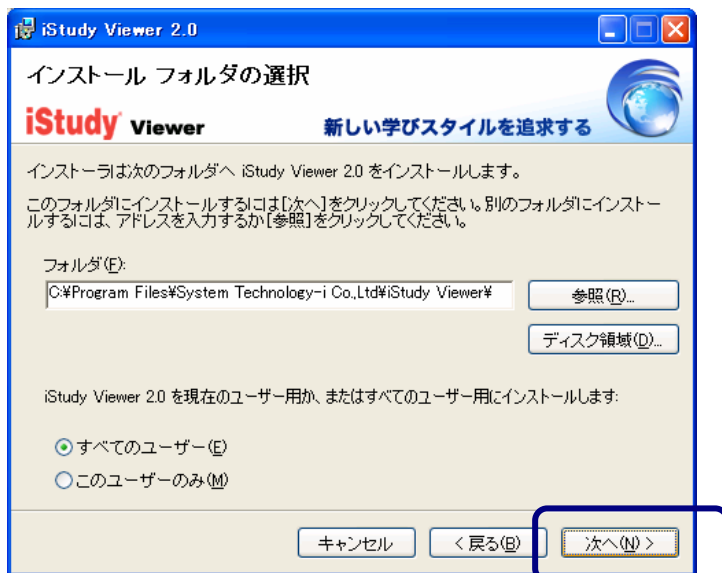 iStudy Viewer 2.0
インストール フォルダの選択
iStudy Viewer
新しい学びスタイルを追求する
インストーラは次のフォルダへ iStudy Viewer 2.0 をインストールします。
このフォルダにインストールするには[次へ]をクリックしてください。別のフォルダにインストー
ルするには、アドレスを入力するか[参照]をクリックしてください。
フォルダ(F):
C:¥Program Files¥System Technology-i Co.,Ltd¥iStudy Viewer¥
参照(R)...
ディスク領域(D)...
iStudy Viewer 2.0 を現在のユーザー用か、またはすべてのユーザー用にインストールします:
すべてのユーザー(E)
このユーザーのみ(M)
キャンセル
< 戻る(B)
次へ(N) >